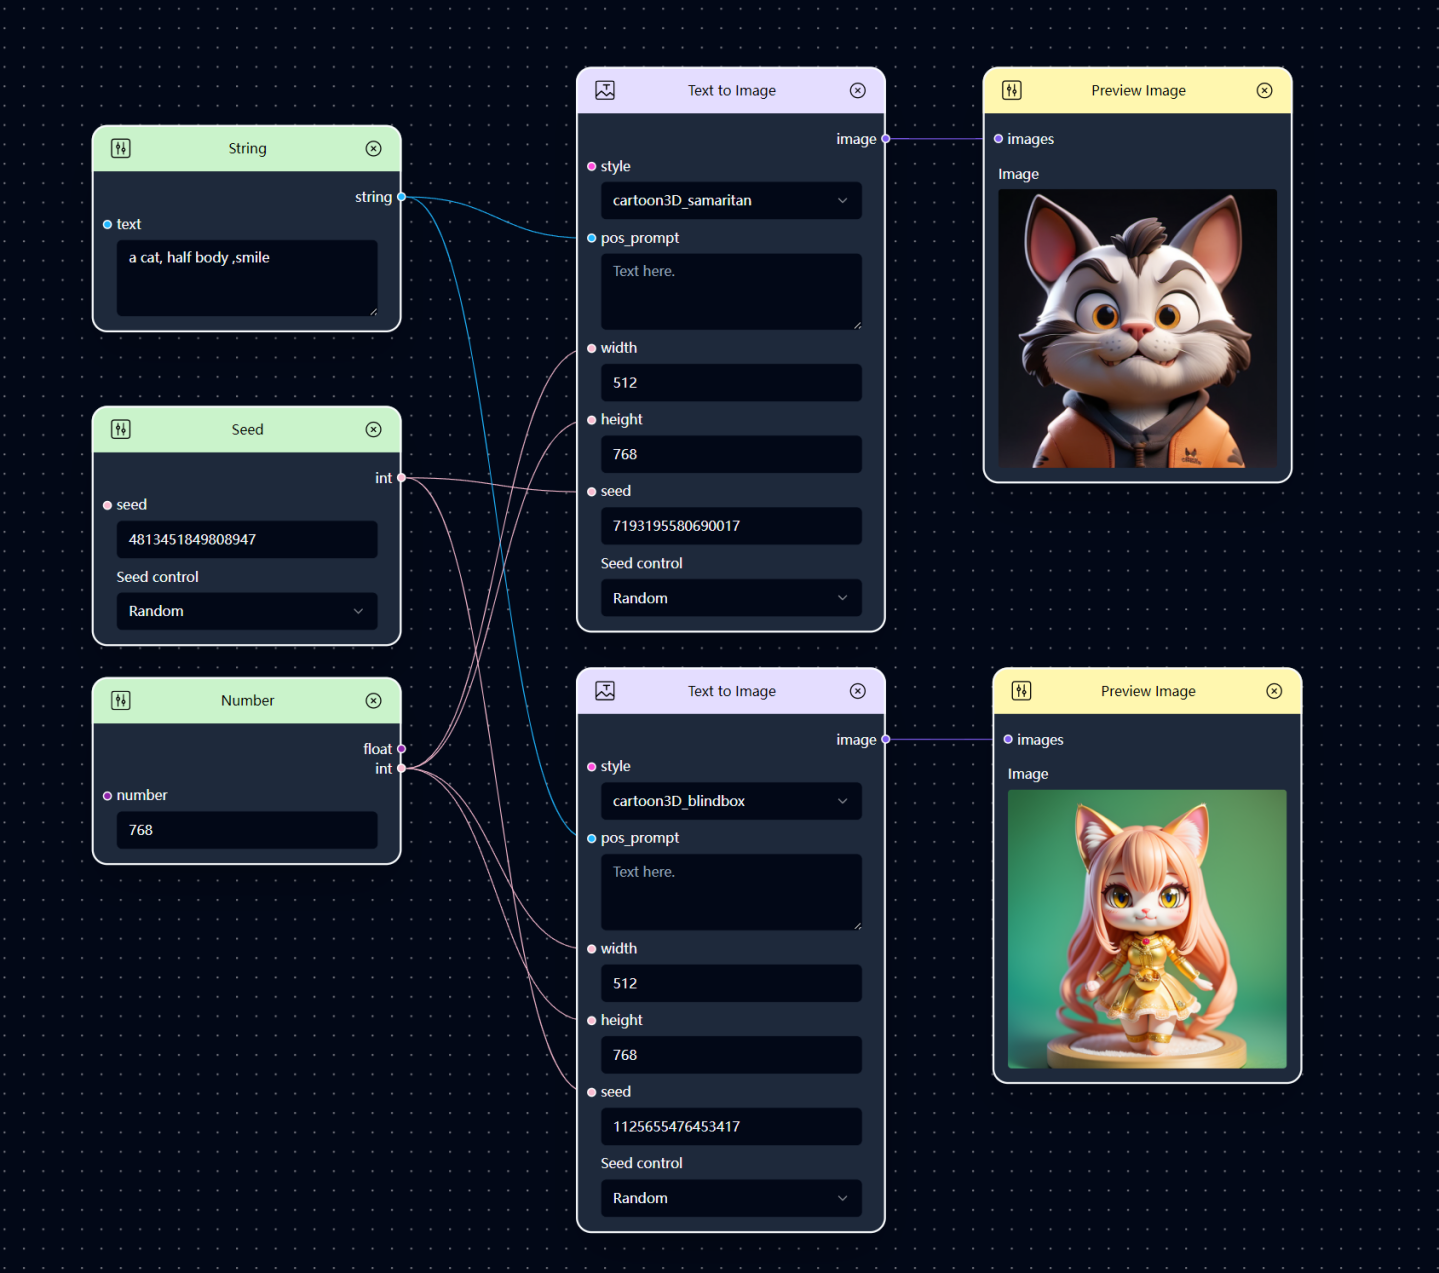 String
string
text
a cat, half body ,smile
Seed
int
seed
4813451849808947
Seed control
Random
Number
float
int
number
768
Text to Image
image
style
cartoon3D_samaritan
pos_prompt
Text here.
width
512
height
768
seed
7193195580690017
Seed control
Random
Text to Image
image
style
cartoon3D_blindbox
pos_prompt
Text here.
width
512
height
768
seed
1125655476453417
Seed control
Random
Preview Image
images
Image
Preview Image
images
Image